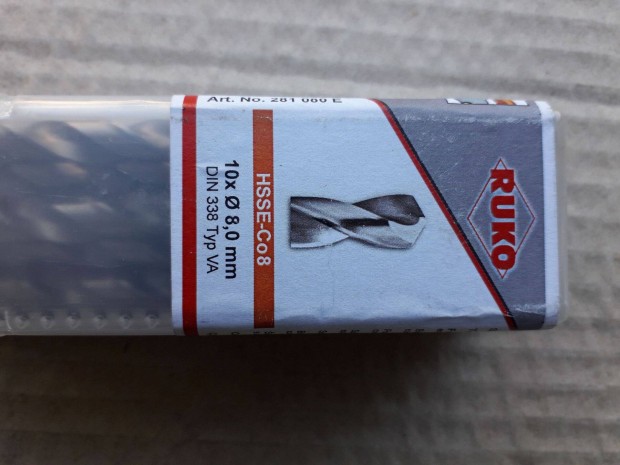 Art. No. 281 080 E
RUKO
HSSE-Co8
10x Ø 8,0 mm
DIN 338 Typ VA